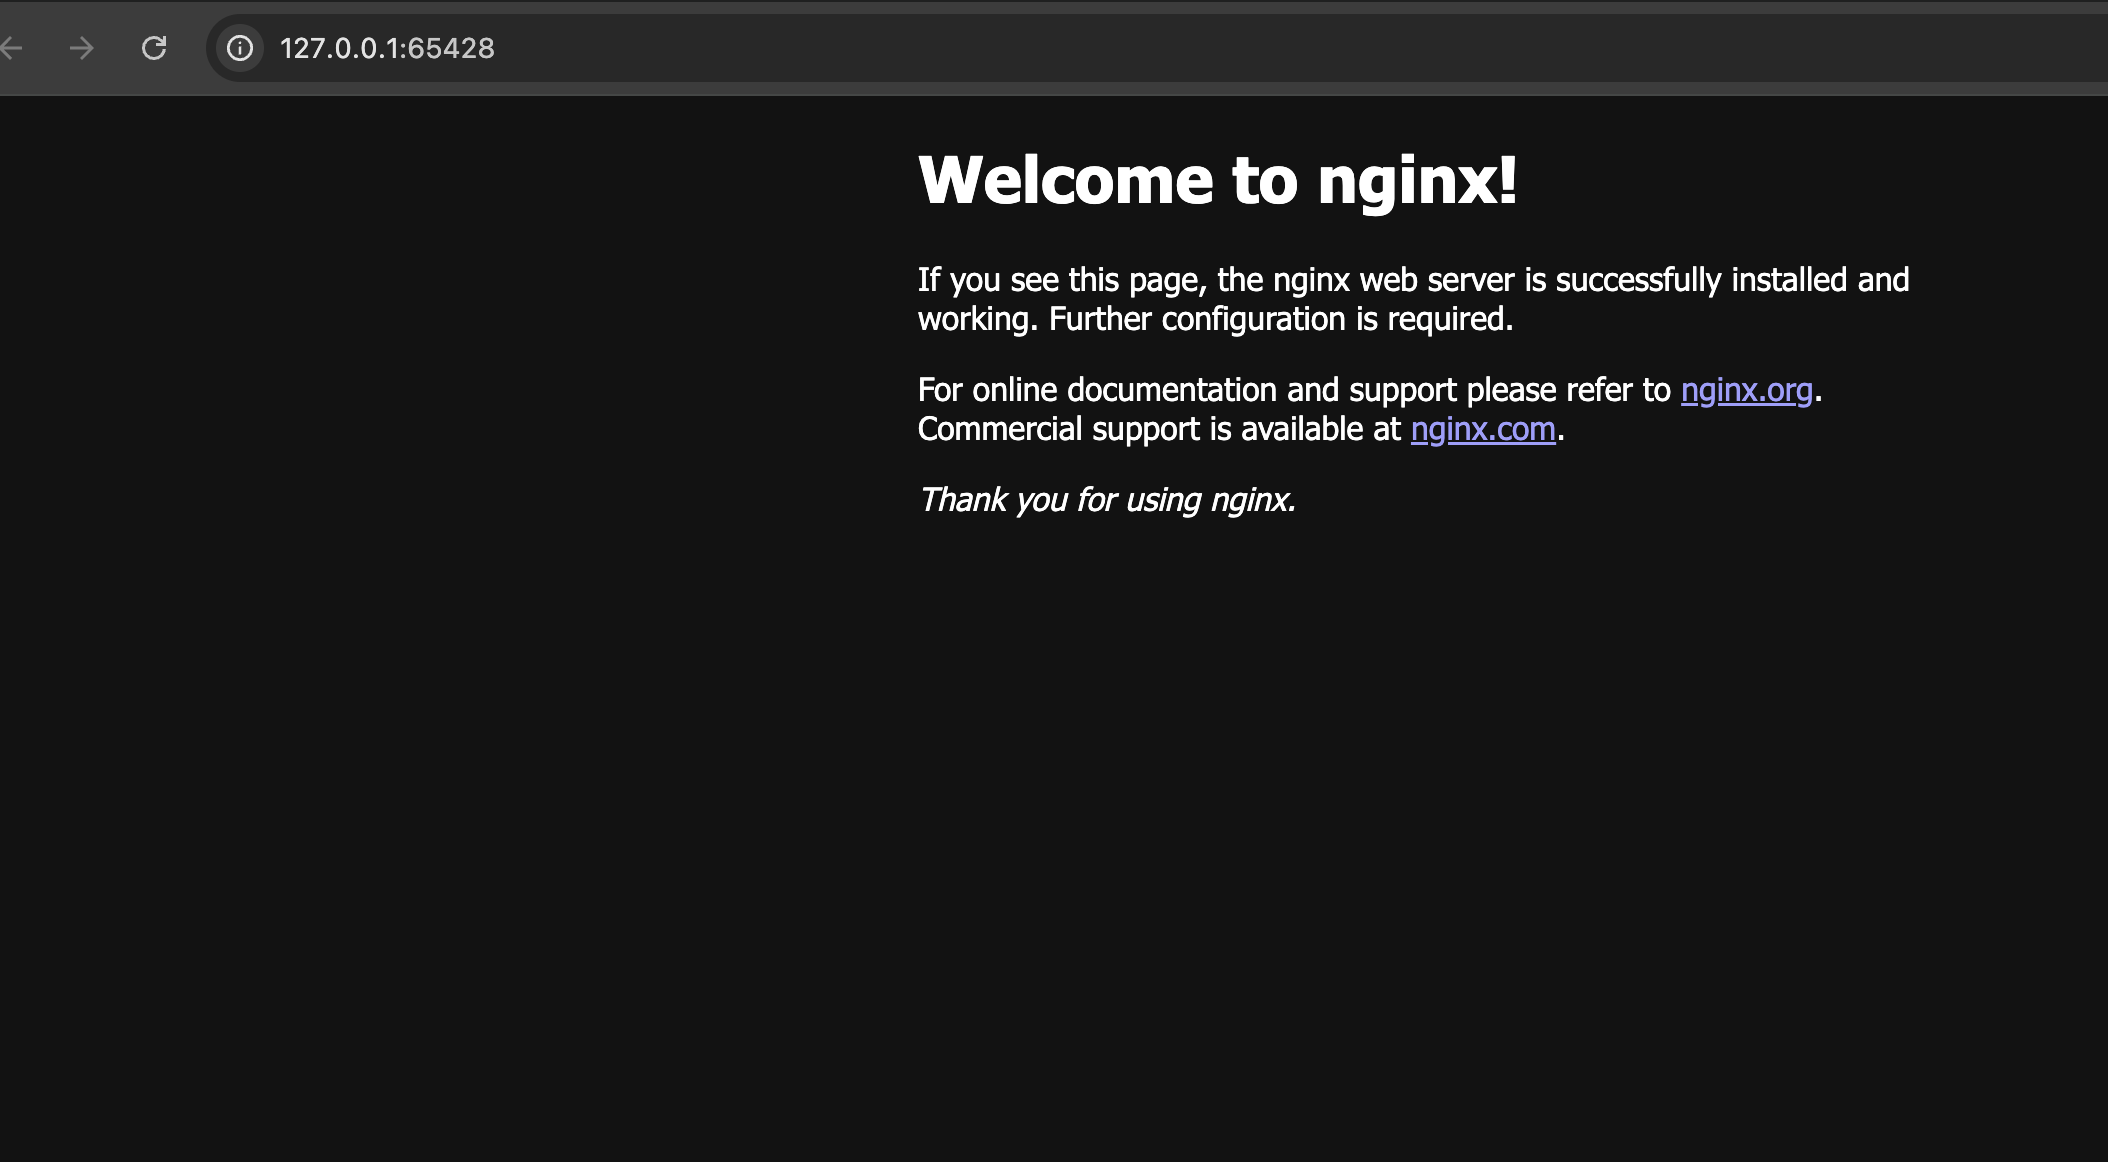 127.0.0.1:65428
Welcome to nginx!
If you see this page, the nginx web server is successfully installed and
working. Further configuration is required.
For online documentation and support please refer to nginx.org.
Commercial support is available at nginx.com.
Thank you for using nginx.